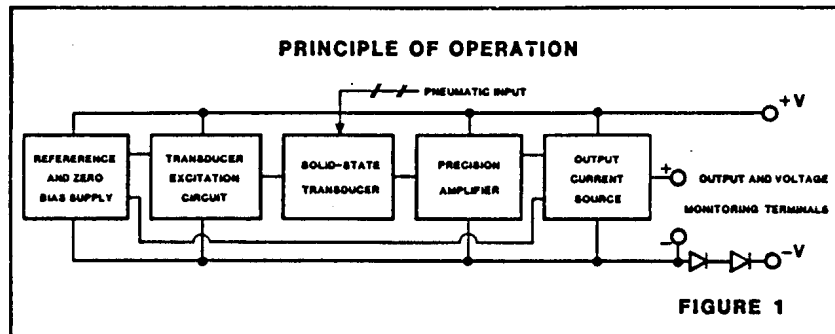 PRINCIPLE OF OPERATION
PNEUMATIC INPUT
+V
REFERERENCE
AND ZERO
BIAS SUPPLY
TRANSDUCER
EXCITATION
CIRCUIT
SOLID-STATE
TRANSDUCER
PRECISION
AMPLIFIER
OUTPUT
CURRENT
SOURCE
+
OUTPUT AND VOLTAGE
MONITORING TERMINALS
-
-V
FIGURE 1